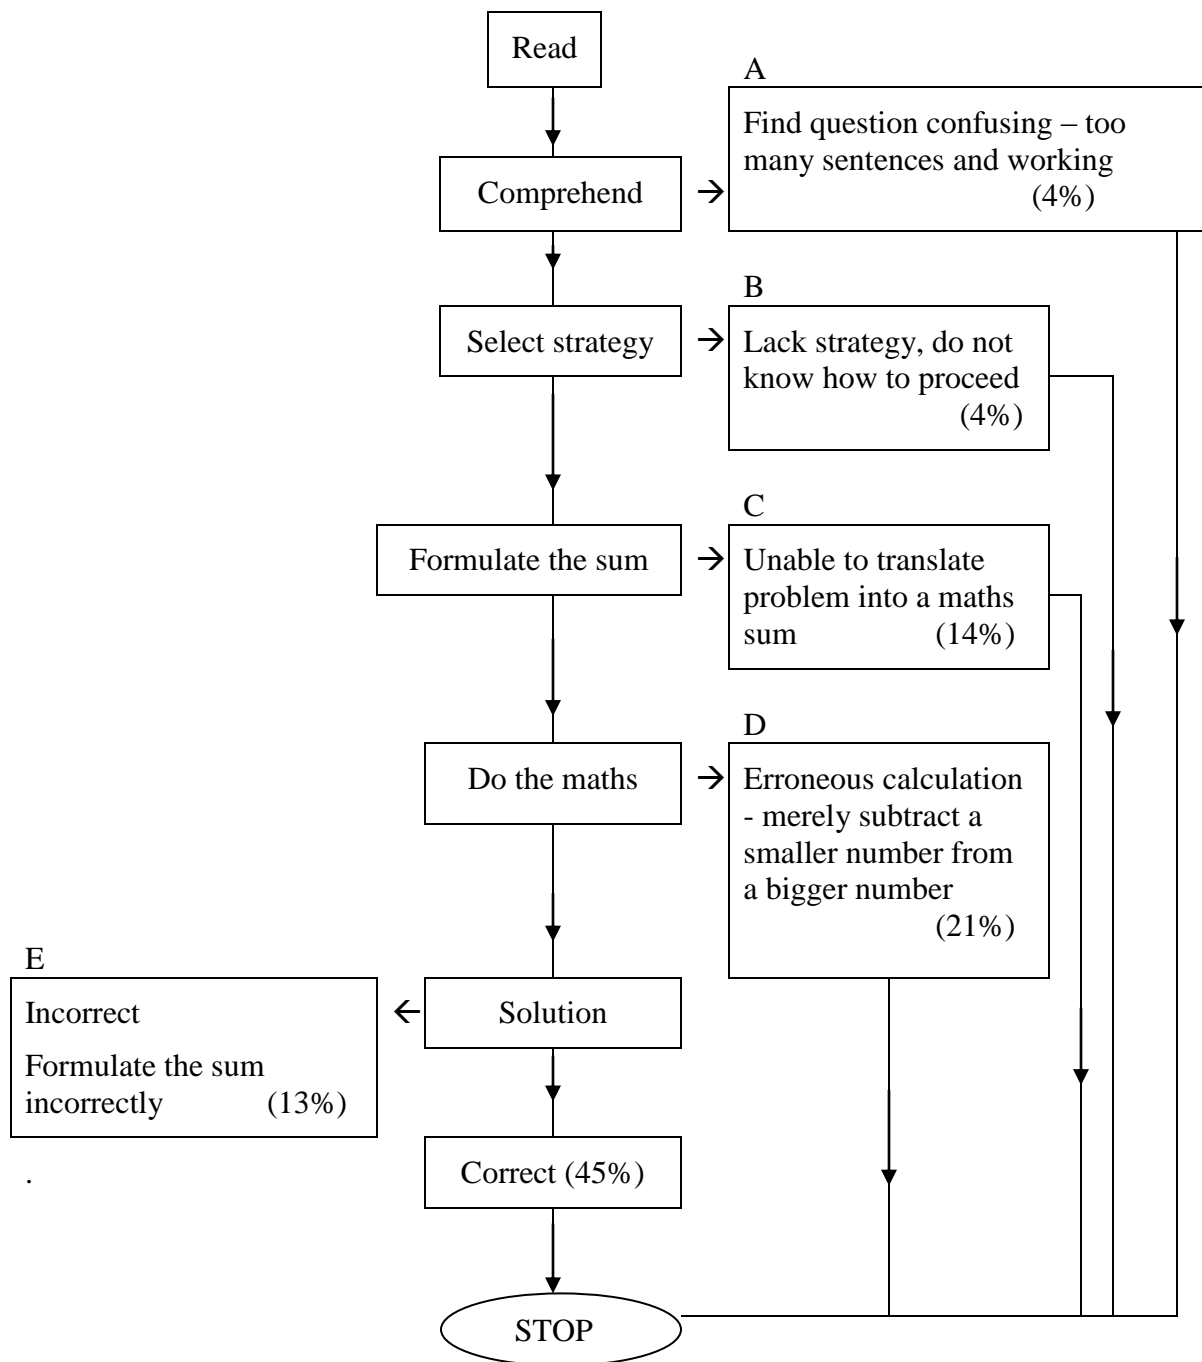 Read
A
Find question confusing – too
many sentences and working
(4%)
Comprehend
B
Select strategy
Lack strategy, do not
know how to proceed
(4%)
C
Formulate the sum
Unable to translate
problem into a maths
sum (14%)
D
Do the maths
Erroneous calculation
- merely subtract a
smaller number from
a bigger number
(21%)
E
Incorrect
Formulate the sum
incorrectly (13%)
.
Solution
Correct (45%)
STOP